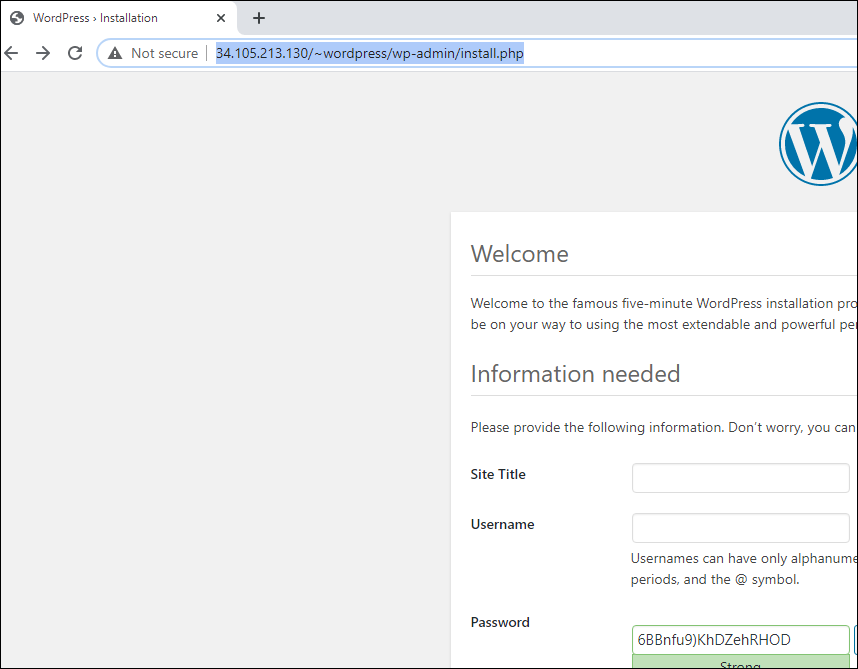 WordPress › Installation
Not secure 34.105.213.130/~wordpress/wp-admin/install.php
Welcome
Welcome to the famous five-minute WordPress installation pro
be on your way to using the most extendable and powerful per
Information needed
Please provide the following information. Don't worry, you can
Site Title
Username
Usernames can have only alphanume
periods, and the @ symbol.
Password 6BBnfu9)KhDZehRHOD
Strong